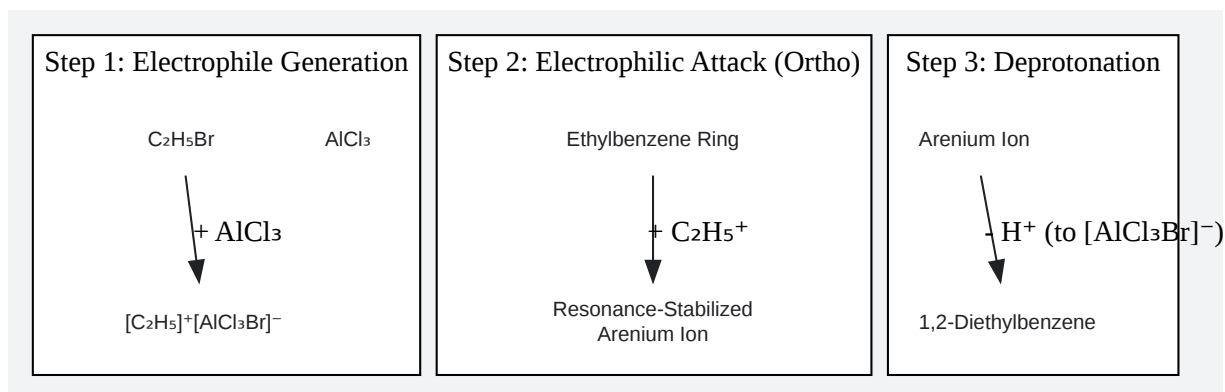 Step 1: Electrophile Generation
C₂H₅Br
AlCl₃
+ AlCl₃
[C₂H₅]⁺[AlCl₃Br]⁻
Step 2: Electrophilic Attack (Ortho)
Ethylbenzene Ring
+ C₂H₅⁺
Resonance-Stabilized
Arenium Ion
Step 3: Deprotonation
Arenium Ion
- H⁺ (to [AlCl₃Br]⁻)
1,2-Diethylbenzene